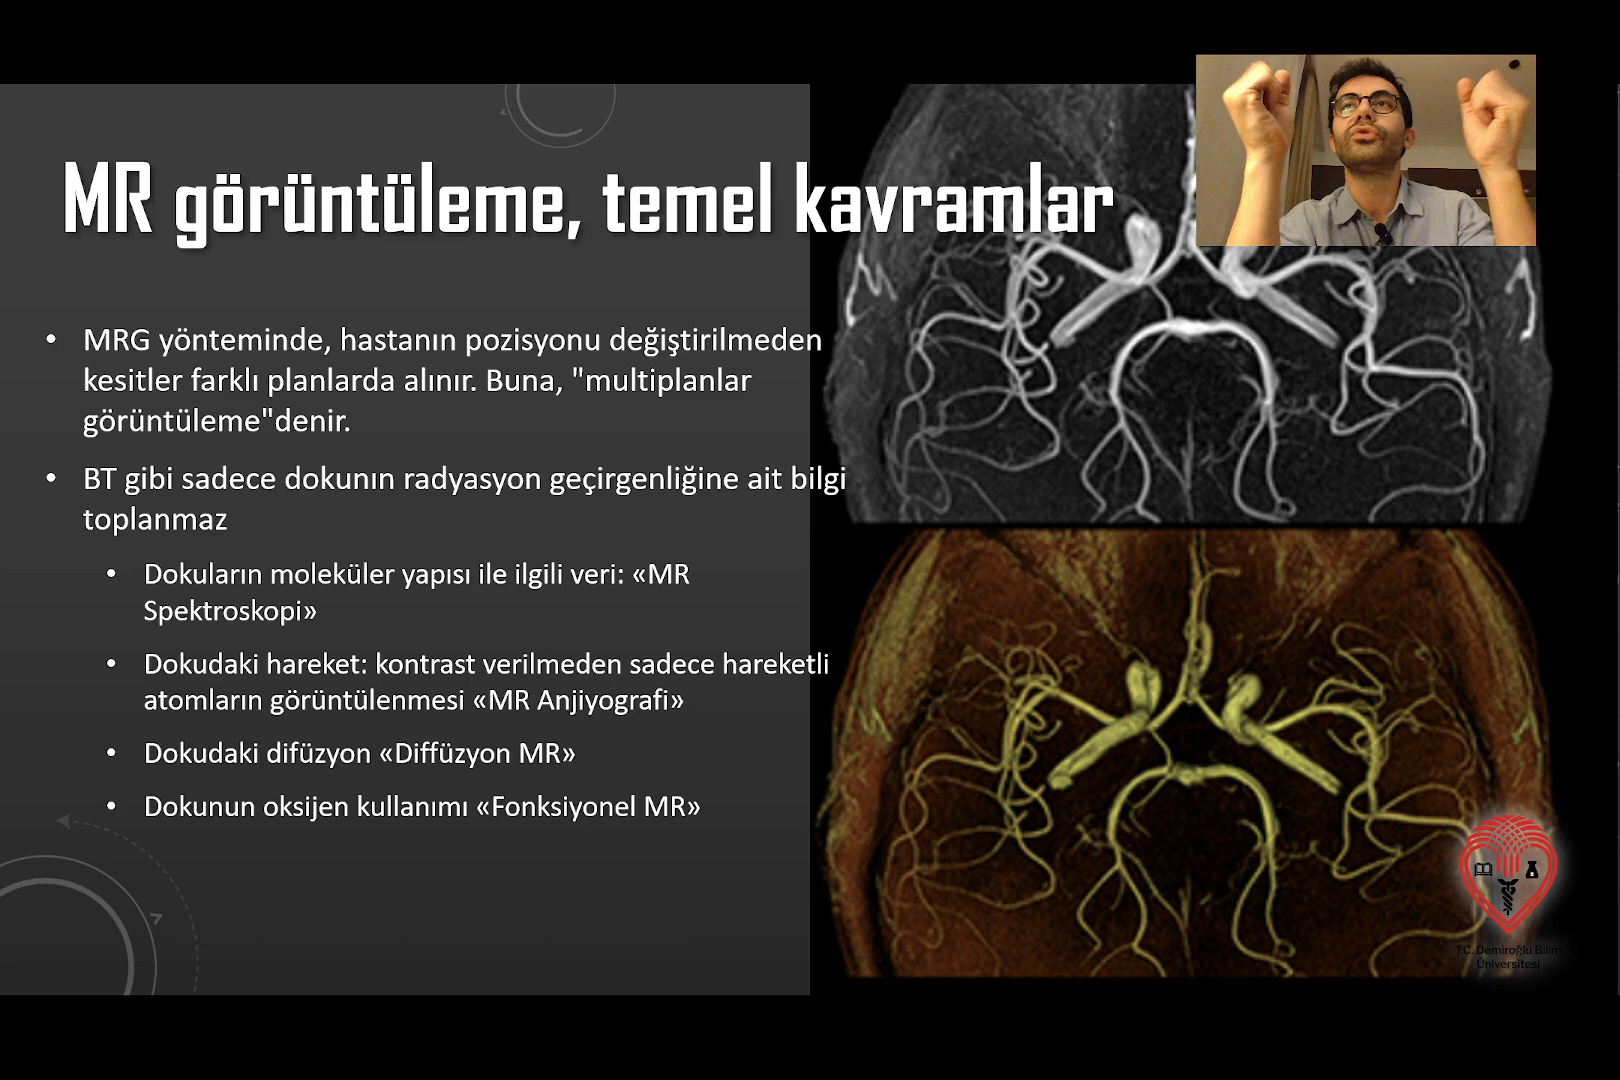 MR görüntüleme, temel kavramlar
• MRG yönteminde, hastanın pozisyonu değiştirilmeden
kesitler farklı planlarda alınır. Buna, "multiplanlar
görüntüleme"denir.
• BT gibi sadece dokunın radyasyon geçirgenliğine ait bilgi
toplanmaz
• Dokuların moleküler yapısı ile ilgili veri: «MR
Spektroskopi»
• Dokudaki hareket: kontrast verilmeden sadece hareketli
atomların görüntülenmesi «MR Anjiyografi»
• Dokudaki difüzyon «Diffüzyon MR»
• Dokunun oksijen kullanımı «Fonksiyonel MR»
T.C. Demiroğlu Bilim
Üniversitesi